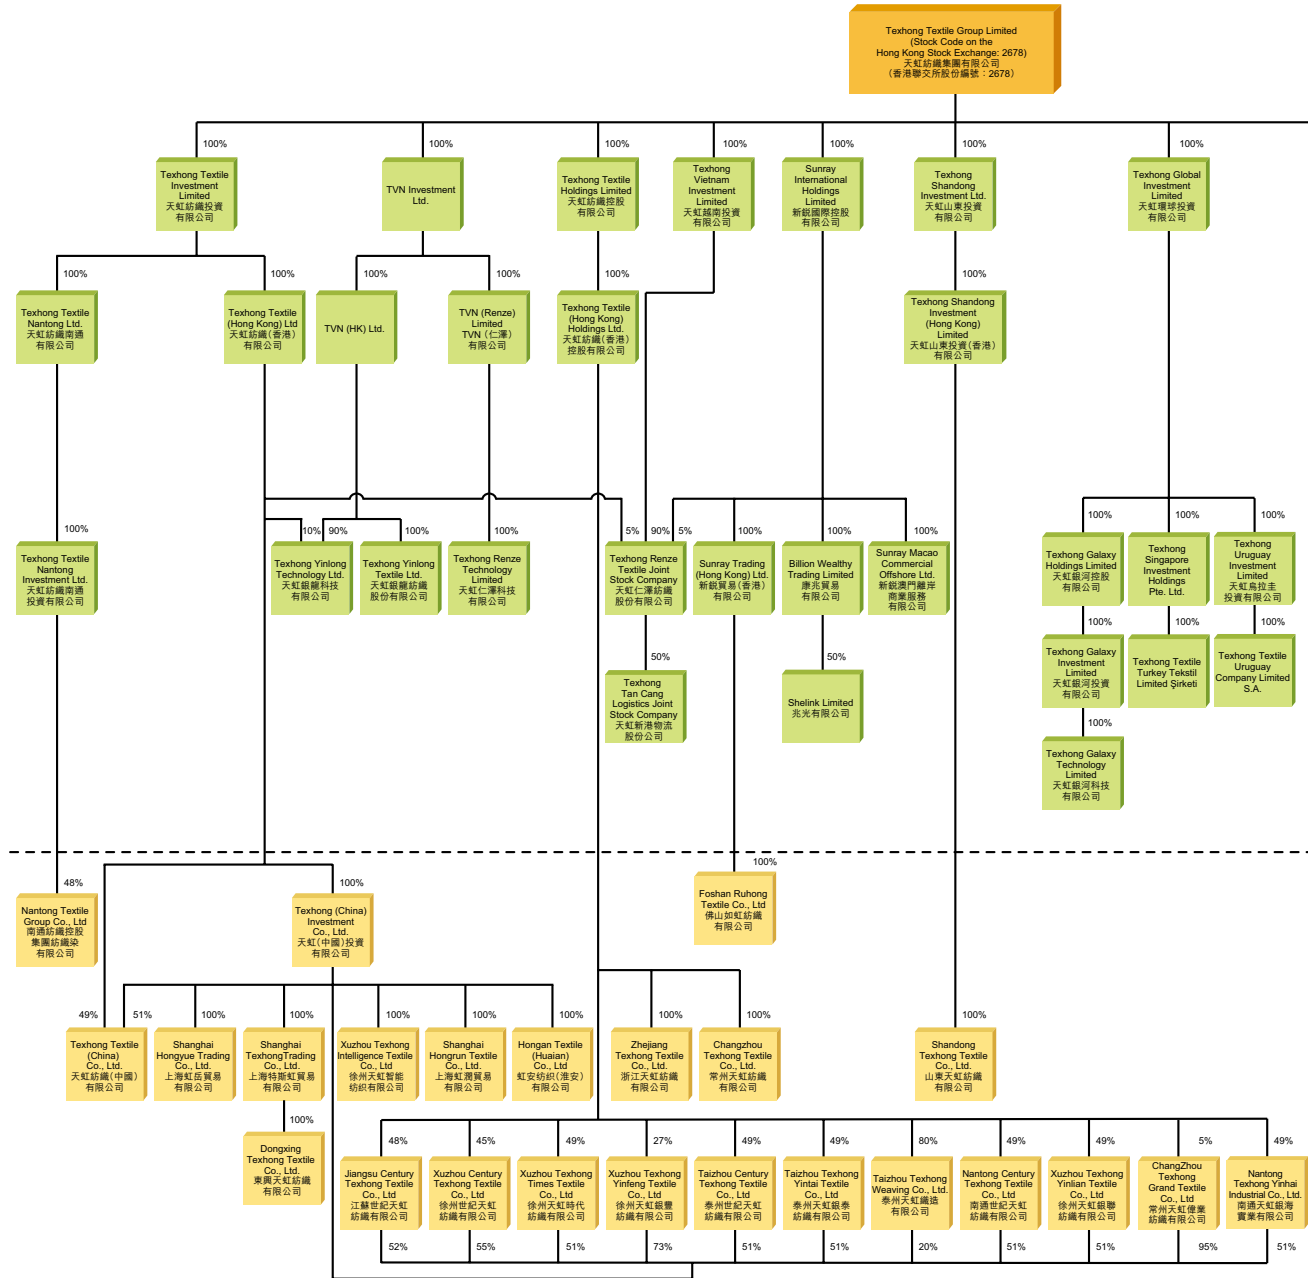 Texhong Textile Group Limited
(Stock Code on the
Hong Kong Stock Exchange: 2678)
天虹紡織集團有限公司
（香港聯交所股份編號：2678）
100%
100%
100%
100%
100%
100%
100%
Texhong Textile
Investment
Limited
天虹紡織投資
有限公司
TVN Investment
Ltd.
Texhong Textile
Holdings Limited
天虹紡織控股
有限公司
Texhong
Vietnam
Investment
Limited
天虹越南投資
有限公司
Sunray
International
Holdings
Limited
新銳國際控股
有限公司
Texhong
Shandong
Investment Ltd.
天虹山東投資
有限公司
Texhong Global
Investment
Limited
天虹環球投資
有限公司
100%
100%
100%
100%
100%
100%
Texhong Textile
Nantong Ltd.
天虹紡織南通
有限公司
Texhong Textile
(Hong Kong) Ltd
天虹紡織(香港)
有限公司
TVN (HK) Ltd.
TVN (Renze)
Limited
TVN（仁澤）
有限公司
Texhong Textile
(Hong Kong)
Holdings Ltd.
天虹紡織(香港)
控股有限公司
Texhong Shandong
Investment
(Hong Kong)
Limited
天虹山東投資(香港)
有限公司
100%
10%
90%
100%
100%
5%
90%
5%
100%
100%
100%
100%
100%
100%
Texhong Textile
Nantong
Investment Ltd.
天虹紡織南通
投資有限公司
Texhong Yinlong
Technology Ltd.
天虹銀龍科技
有限公司
Texhong Yinlong
Textile Ltd.
天虹銀龍紡織
股份有限公司
Texhong Renze
Technology
Limited
天虹仁澤科技
有限公司
Texhong Renze
Textile Joint
Stock Company
天虹仁澤紡織
股份有限公司
Sunray Trading
(Hong Kong) Ltd.
新銳貿易(香港)
有限公司
Billion Wealthy
Trading Limited
康兆貿易
有限公司
Sunray Macao
Commercial
Offshore Ltd.
新銳澳門離岸
商業服務
有限公司
Texhong Galaxy
Holdings Limited
天虹銀河控股
有限公司
Texhong
Singapore
Investment
Holdings
Pte. Ltd.
Texhong
Uruguay
Investment
Limited
天虹烏拉圭
投資有限公司
50%
50%
100%
100%
100%
Texhong
Tan Cang
Logistics Joint
Stock Company
天虹新港物流
股份公司
Shelink Limited
兆光有限公司
Texhong Galaxy
Investment
Limited
天虹銀河投資
有限公司
Texhong Textile
Turkey Tekstil
Limited Şirketi
Texhong Textile
Uruguay
Company Limited
S.A.
100%
Texhong Galaxy
Technology
Limited
天虹銀河科技
有限公司
48%
100%
100%
Nantong Textile
Group Co., Ltd
南通紡織控股
集團紡織染
有限公司
Texhong (China)
Investment
Co., Ltd.
天虹(中國)投資
有限公司
Foshan Ruhong
Textile Co., Ltd
佛山如虹紡織
有限公司
49%
51%
100%
100%
100%
100%
100%
100%
100%
100%
Texhong Textile
(China)
Co., Ltd.
天虹紡織(中國)
有限公司
Shanghai
Hongyue Trading
Co., Ltd.
上海虹岳貿易
有限公司
Shanghai
TexhongTrading
Co., Ltd.
上海特斯虹貿易
有限公司
Xuzhou Texhong
Intelligence Textile
Co., Ltd
徐州天虹智能
纺织有限公司
Shanghai
Hongrun Textile
Co., Ltd.
上海虹潤貿易
有限公司
Hongan Textile
(Huaian)
Co., Ltd
虹安纺织(淮安)
有限公司
Zhejiang
Texhong Textile
Co., Ltd.
浙江天虹紡織
有限公司
Changzhou
Texhong Textile
Co., Ltd.
常州天虹紡織
有限公司
Shandong
Texhong Textile
Co., Ltd.
山東天虹紡織
有限公司
100%
Dongxing
Texhong Textile
Co., Ltd.
東興天虹紡織
有限公司
48%
45%
49%
27%
49%
49%
80%
49%
49%
5%
49%
Jiangsu Century
Texhong Textile
Co., Ltd
江蘇世紀天虹
紡織有限公司
Xuzhou Century
Texhong Textile
Co., Ltd
徐州世紀天虹
紡織有限公司
Xuzhou Texhong
Times Textile
Co., Ltd
徐州天虹時代
紡織有限公司
Xuzhou Texhong
Yinfeng Textile
Co., Ltd
徐州天虹銀豐
紡織有限公司
Taizhou Century
Texhong Textile
Co., Ltd
泰州世紀天虹
紡織有限公司
Taizhou Texhong
Yintai Textile
Co., Ltd
泰州天虹銀泰
紡織有限公司
Taizhou Texhong
Weaving Co., Ltd.
泰州天虹織造
有限公司
Nantong Century
Texhong Textile
Co., Ltd
南通世紀天虹
紡織有限公司
Xuzhou Texhong
Yinlian Textile
Co., Ltd
徐州天虹銀聯
紡織有限公司
ChangZhou
Texhong
Grand Textile
Co., Ltd
常州天虹偉業
紡織有限公司
Nantong
Texhong Yinhai
Industrial Co., Ltd.
南通天虹銀海
實業有限公司
52%
55%
51%
73%
51%
51%
20%
51%
51%
95%
51%